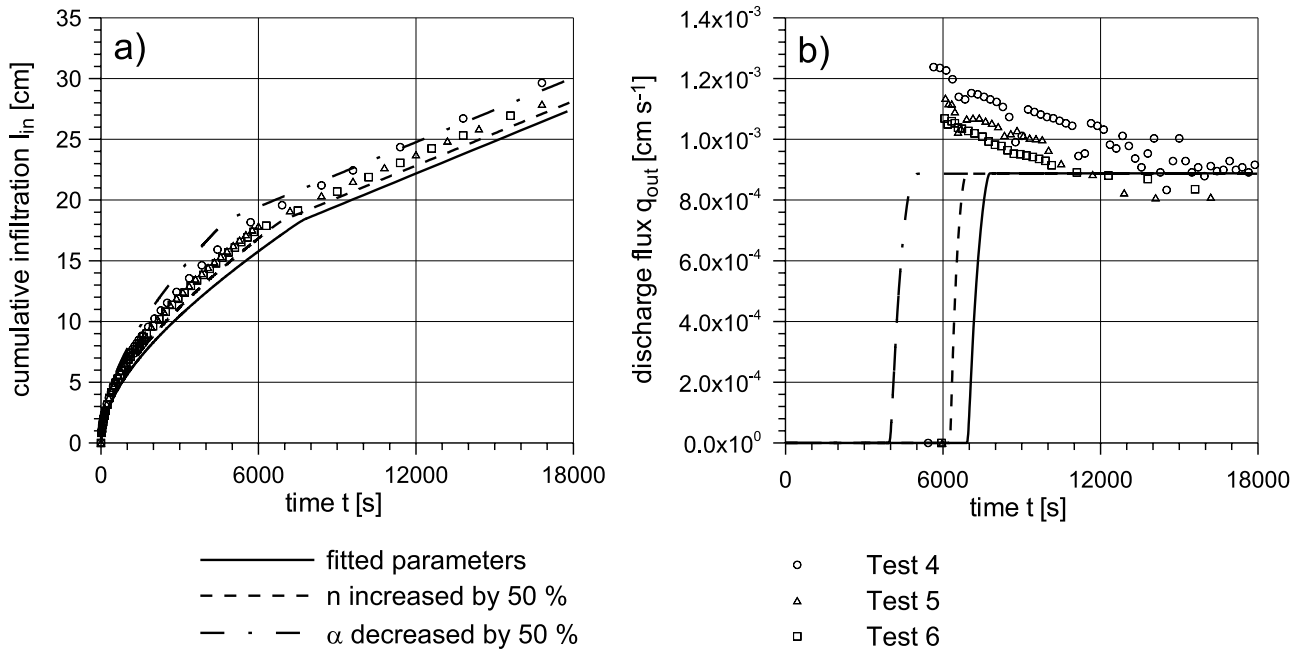 a)
cumulative infiltration I_in [cm]
35
30
25
20
15
10
5
0
0 6000 12000 18000
time t [s]
b)
discharge flux q_out [cm s⁻¹]
1.4x10⁻³
1.2x10⁻³
1.0x10⁻³
8.0x10⁻⁴
6.0x10⁻⁴
4.0x10⁻⁴
2.0x10⁻⁴
0.0x10⁰
0 6000 12000 18000
time t [s]
fitted parameters
n increased by 50 %
α decreased by 50 %
Test 4
Test 5
Test 6